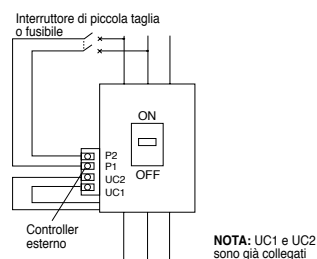 Interruttore di piccola taglia
o fusibile
ON
OFF
P2
P1
UC2
UC1
Controller
esterno
NOTA: UC1 e UC2
sono già collegati